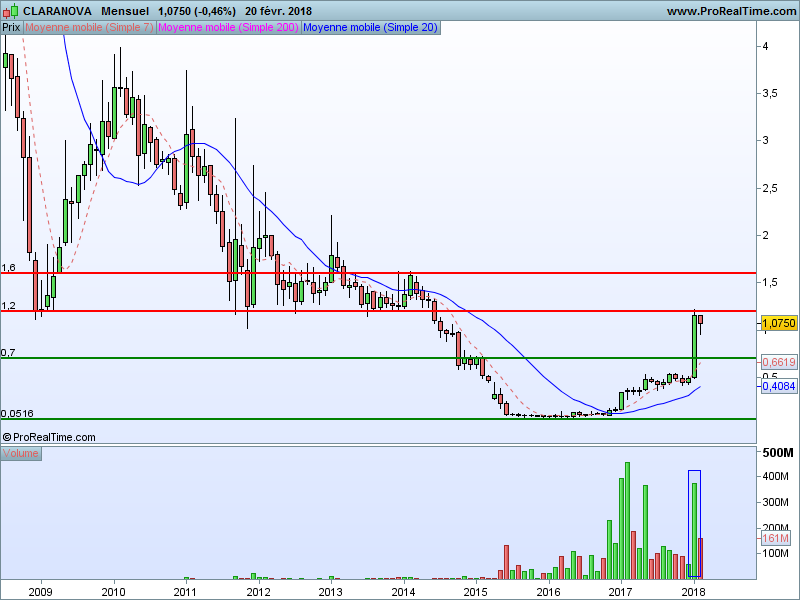 CLARANOVA Mensuel 1,0750 (-0,46%) 20 févr. 2018 www.ProRealTime.com
Prix Moyenne mobile (Simple 7) Moyenne mobile (Simple 200) Moyenne mobile (Simple 20)
4
3,5
3
2,5
2
1,6
1,5
1,2
1,0750
0,7
0,6619
0,5
0,4084
0,0516
© ProRealTime.com
Volume
500M
400M
300M
200M
161M
100M
2009 2010 2011 2012 2013 2014 2015 2016 2017 2018